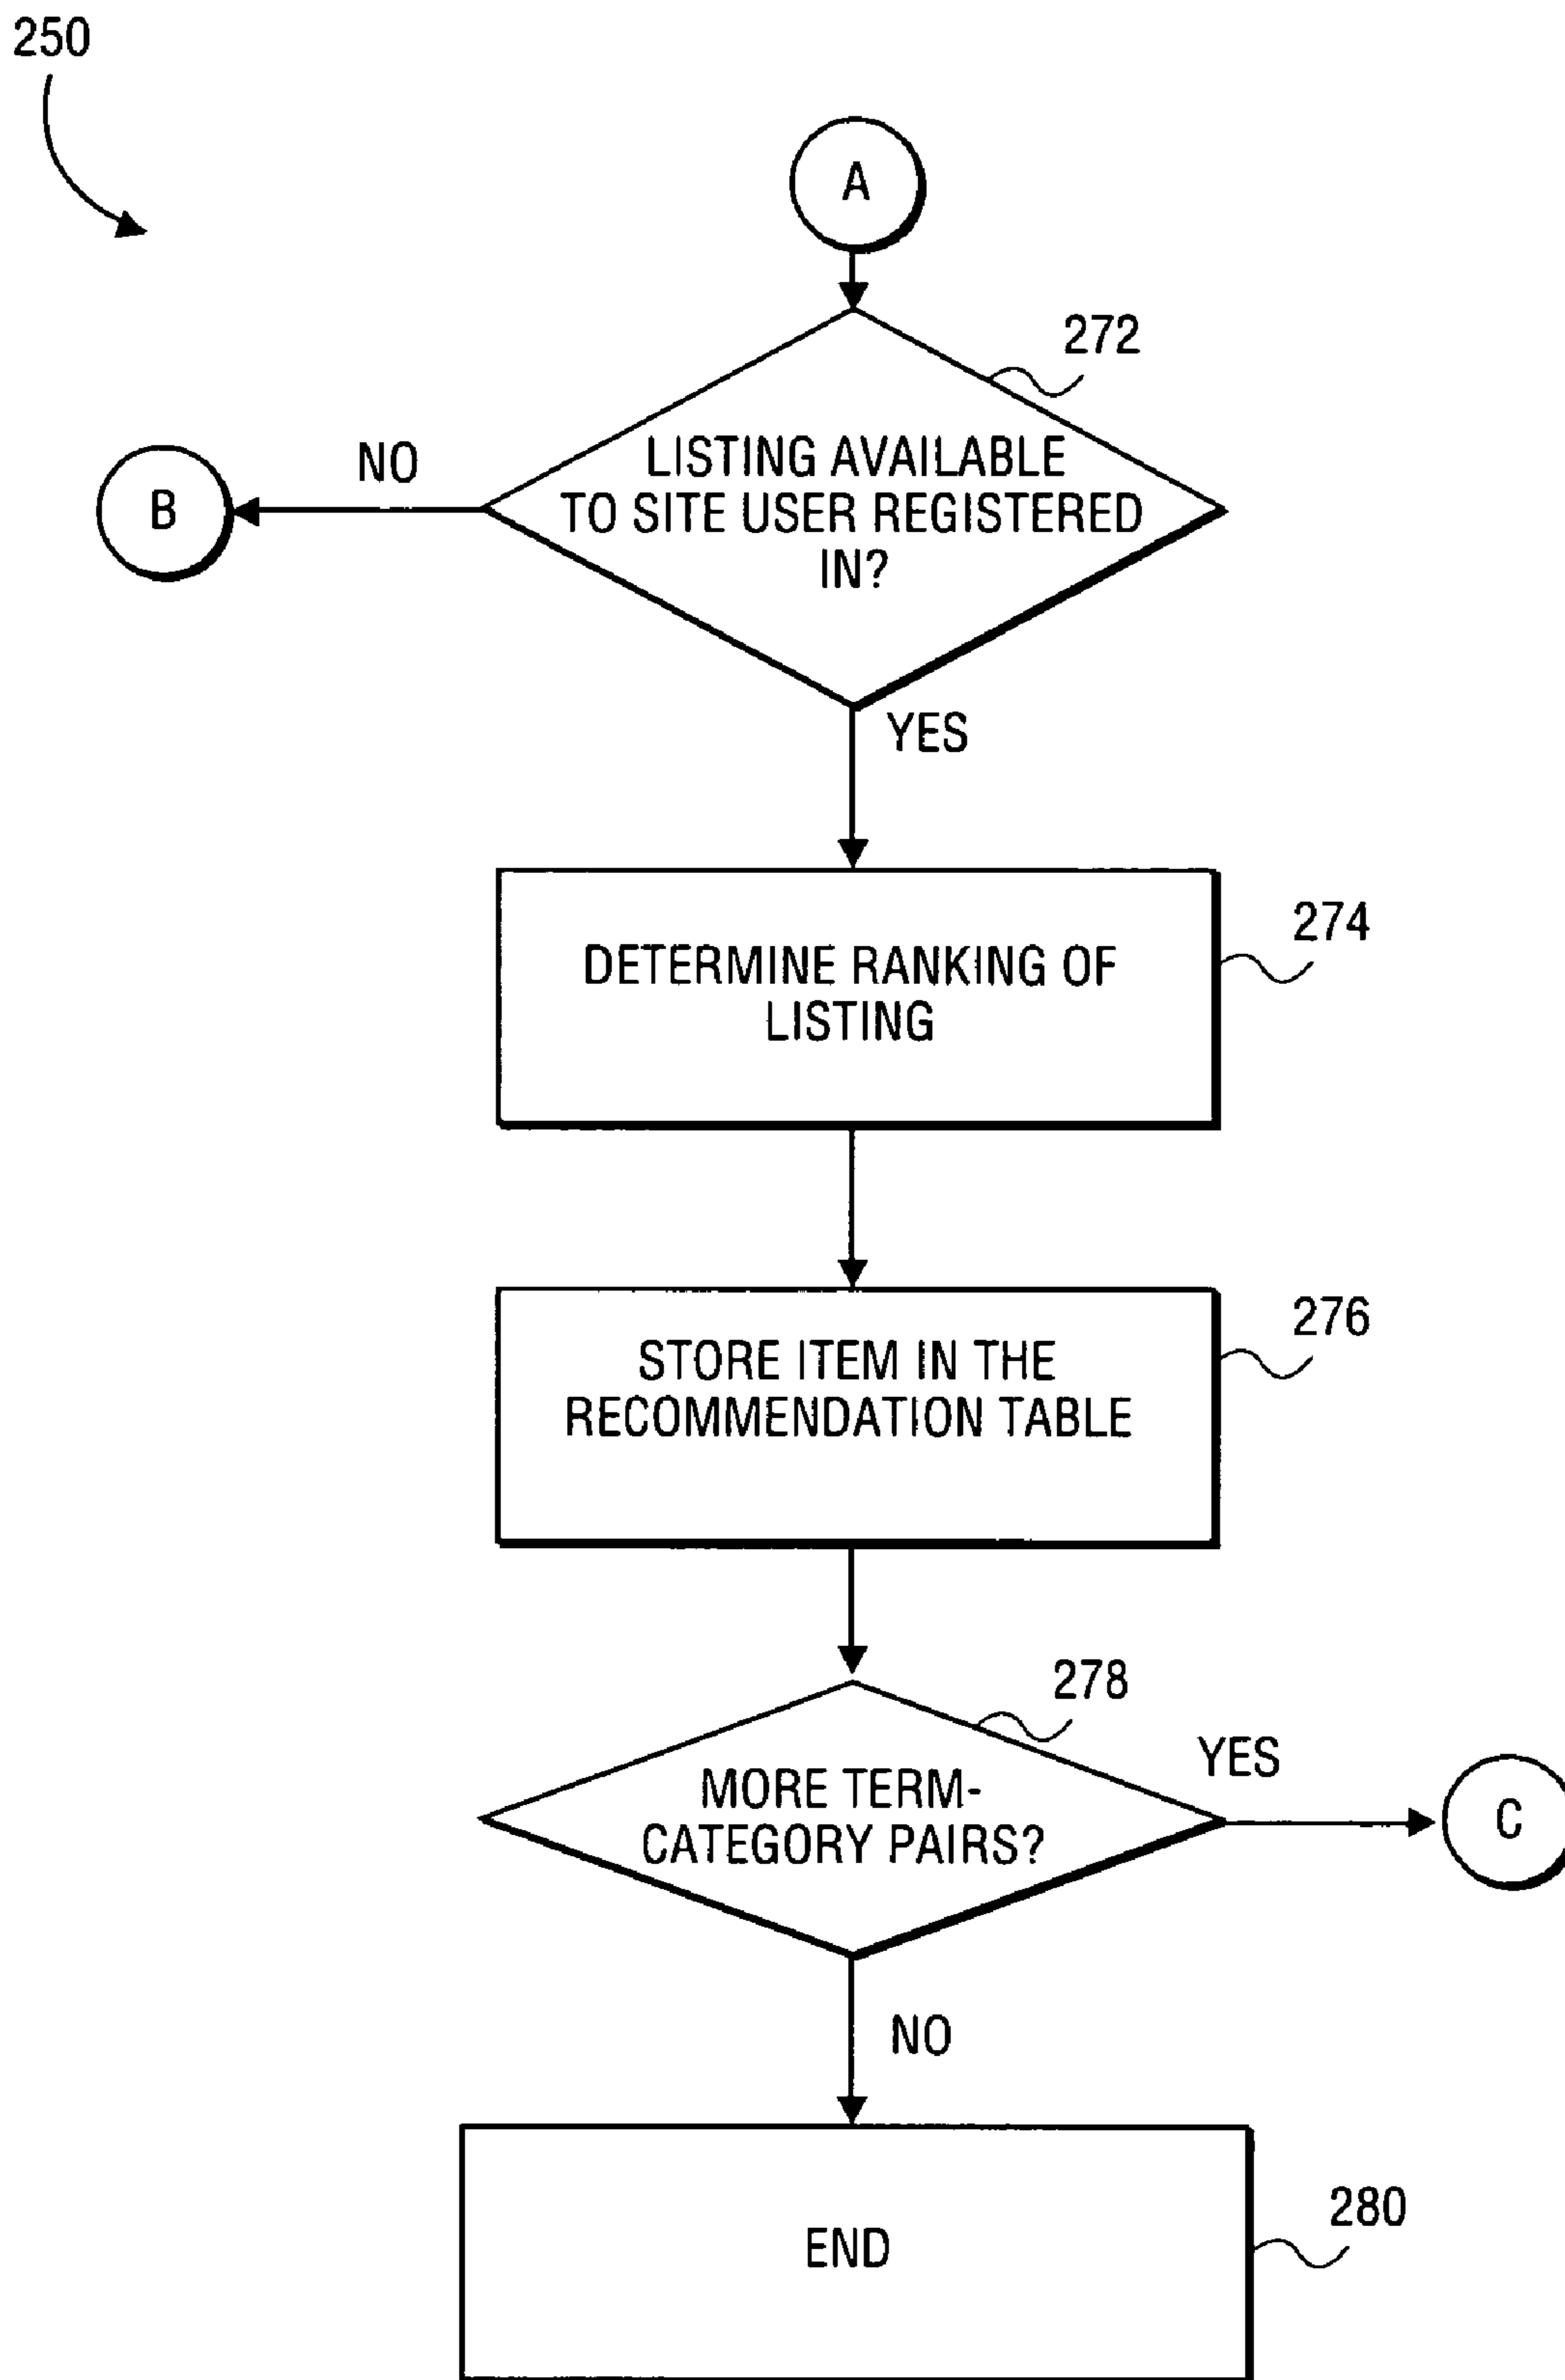 250
A
272
LISTING AVAILABLE
TO SITE USER REGISTERED
IN?
NO
B
YES
274
DETERMINE RANKING OF
LISTING
276
STORE ITEM IN THE
RECOMMENDATION TABLE
278
MORE TERM-
CATEGORY PAIRS?
YES
C
NO
280
END